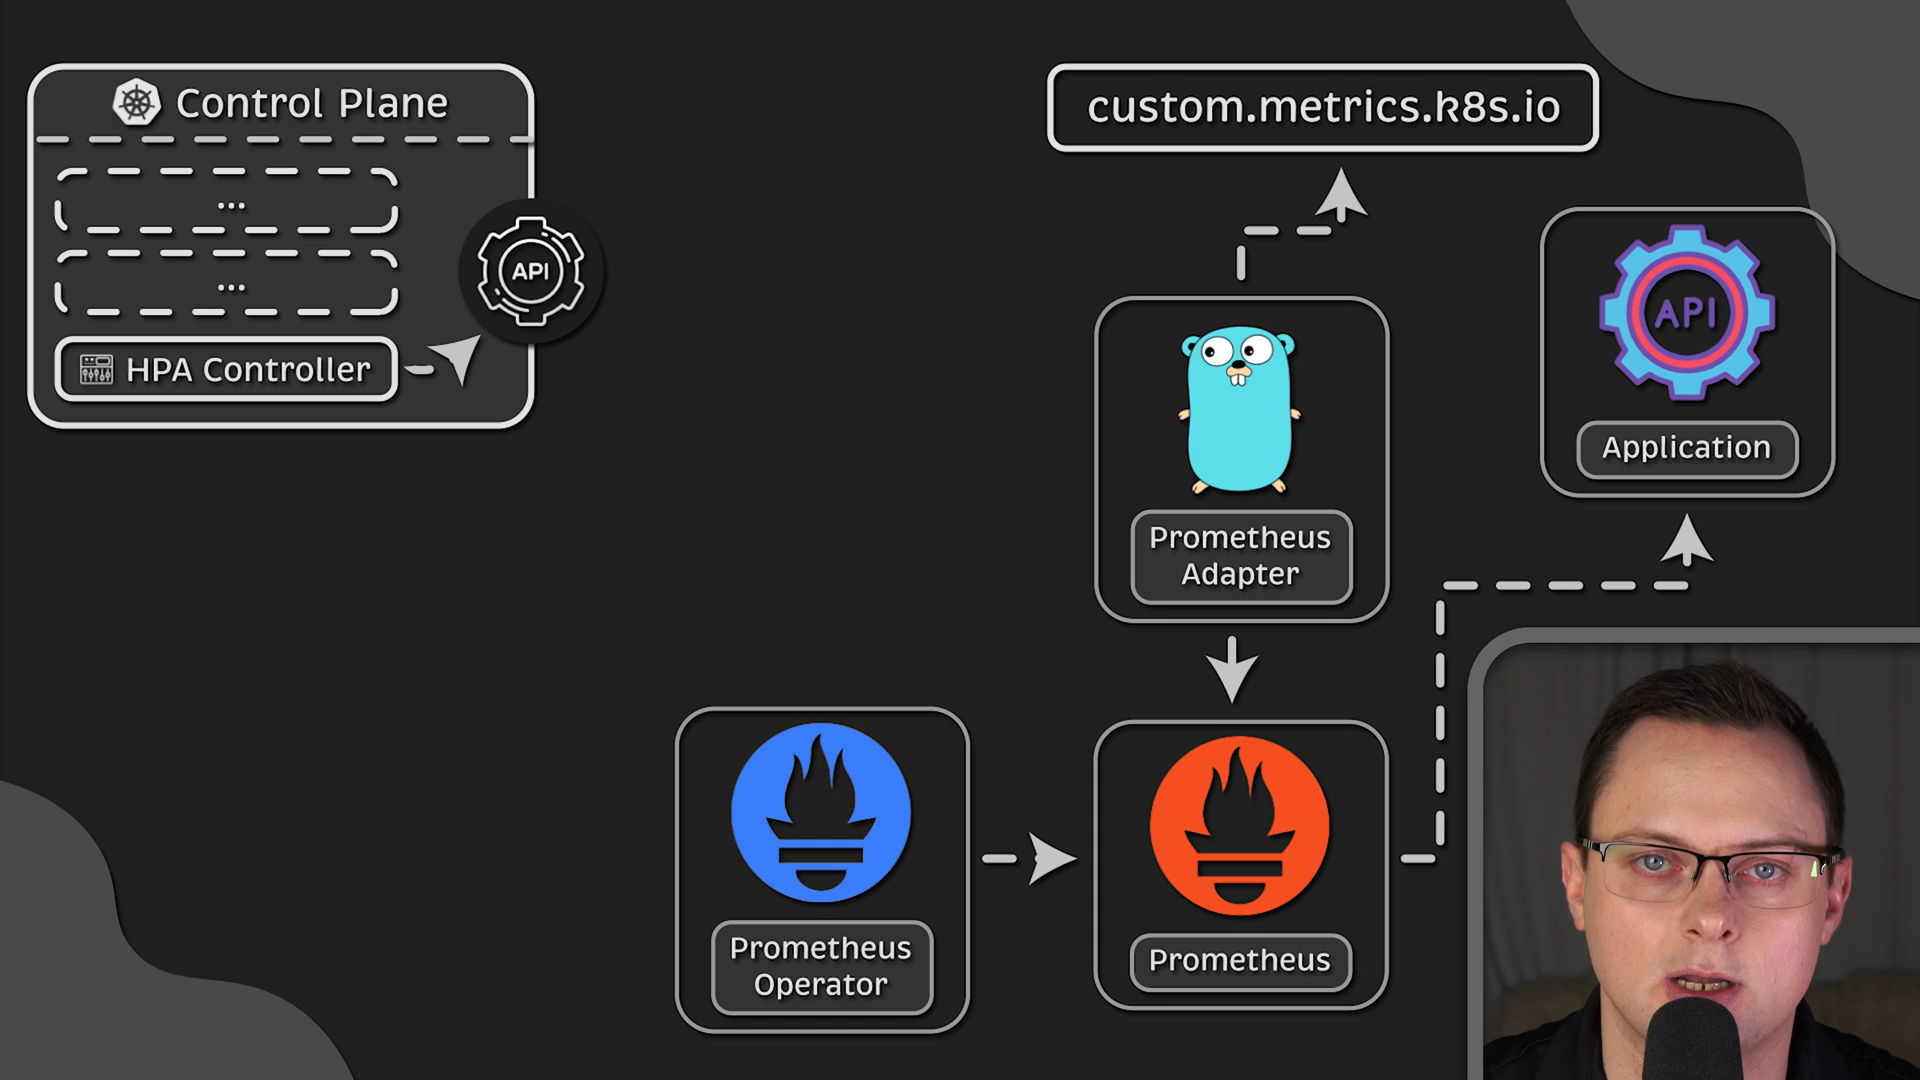 Control Plane
...
...
HPA Controller
API
custom.metrics.k8s.io
API
Application
Prometheus
Adapter
Prometheus
Operator
Prometheus